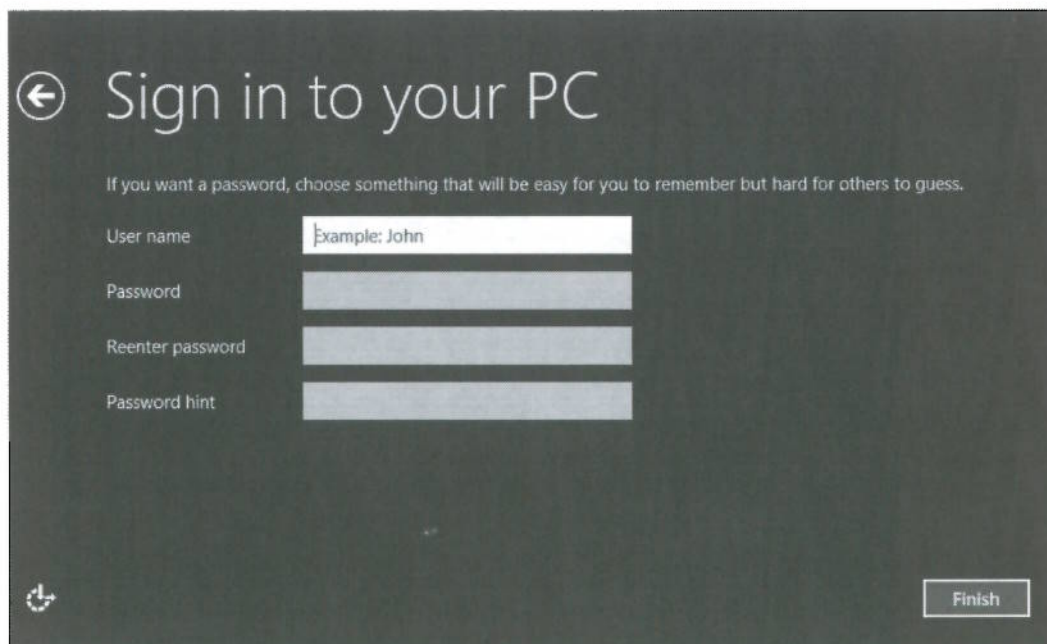 Sign in to your PC
If you want a password, choose something that will be easy for you to remember but hard for others to guess.
User name
Example: John
Password
Reenter password
Password hint
Finish